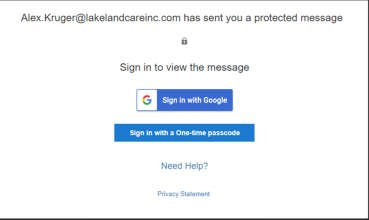 Alex.Kruger@lakelandcareinc.com has sent you a protected message
Sign in to view the message
Sign in with Google
Sign in with a One-time passcode
Need Help?
Privacy Statement